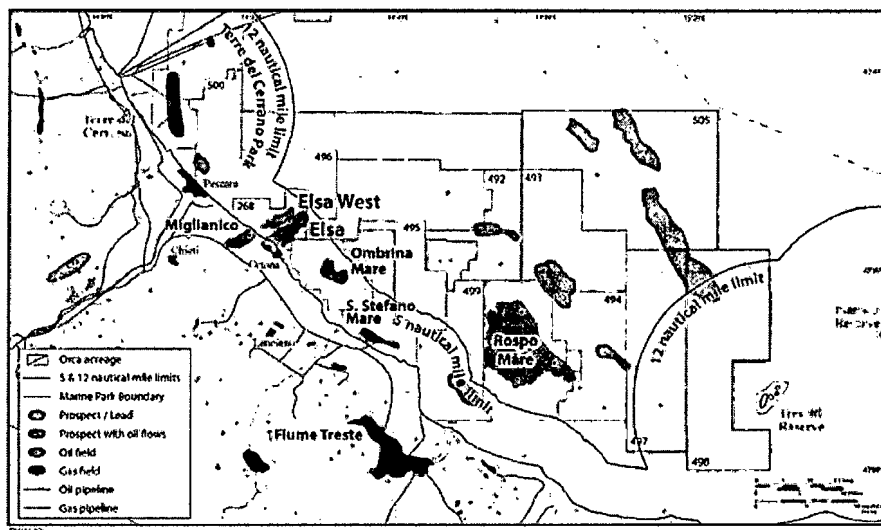 12 nautical mile limit
Torre del Cerrano Park
500
505
496
492
493
Pescara
268
Elsa West
Elsa
Miglianico
495
Chieti
Ortona
Ombrina
Mare
499
494
S. Stefano
Mare
5 nautical mile limit
Rospo
Mare
12 nautical mile limit
Lanciano
Reserve
Orca acreage
5 & 12 nautical mile limits
Marine Park Boundary
Prospect / Lead
Prospect with oil flows
Oil field
Gas field
Oil pipeline
Gas pipeline
Fiume Treste
497
498